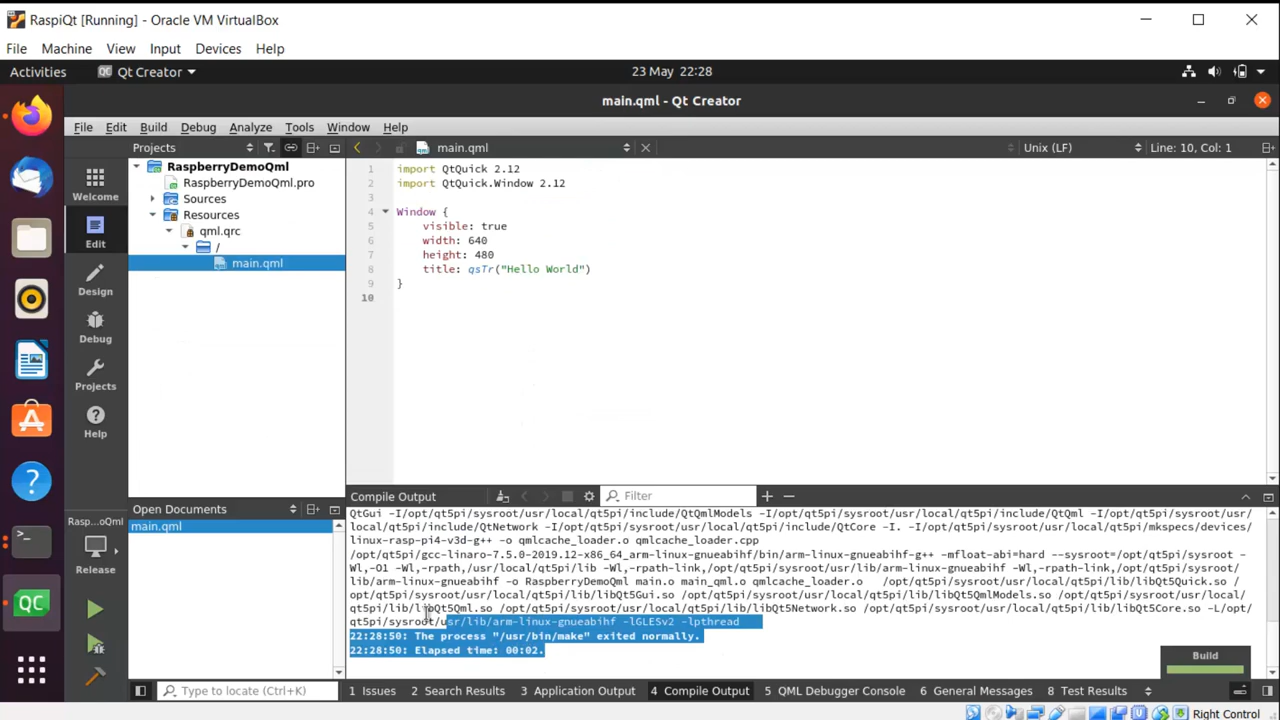 RaspiQt [Running] - Oracle VM VirtualBox
File Machine View Input Devices Help
Activities Qt Creator 23 May 22:28
main.qml - Qt Creator
File Edit Build Debug Analyze Tools Window Help
Projects main.qml Unix (LF) Line: 10, Col: 1
Welcome
Edit
Design
Debug
Projects
Help
RaspberryDemoQml
RaspberryDemoQml.pro
Sources
Resources
qml.qrc
/
main.qml
1 import QtQuick 2.12
2 import QtQuick.Window 2.12
3
4 Window {
5 visible: true
6 width: 640
7 height: 480
8 title: qsTr("Hello World")
9 }
10
Open Documents
main.qml
Rasp...oQml
Release
Compile Output Filter
QtGui -I/opt/qt5pi/sysroot/usr/local/qt5pi/include/QtQmlModels -I/opt/qt5pi/sysroot/usr/local/qt5pi/include/QtQml -I/opt/qt5pi/sysroot/usr/
local/qt5pi/include/QtNetwork -I/opt/qt5pi/sysroot/usr/local/qt5pi/include/QtCore -I. -I/opt/qt5pi/sysroot/usr/local/qt5pi/mkspecs/devices/
linux-rasp-pi4-v3d-g++ -o qmlcache_loader.o qmlcache_loader.cpp
/opt/qt5pi/gcc-linaro-7.5.0-2019.12-x86_64_arm-linux-gnueabihf/bin/arm-linux-gnueabihf-g++ -mfloat-abi=hard --sysroot=/opt/qt5pi/sysroot -
Wl,-O1 -Wl,-rpath,/usr/local/qt5pi/lib -Wl,-rpath-link,/opt/qt5pi/sysroot/usr/lib/arm-linux-gnueabihf -Wl,-rpath-link,/opt/qt5pi/sysroot/
lib/arm-linux-gnueabihf -o RaspberryDemoQml main.o main_qml.o qmlcache_loader.o /opt/qt5pi/sysroot/usr/local/qt5pi/lib/libQt5Quick.so /
opt/qt5pi/sysroot/usr/local/qt5pi/lib/libQt5Gui.so /opt/qt5pi/sysroot/usr/local/qt5pi/lib/libQt5QmlModels.so /opt/qt5pi/sysroot/usr/local/
qt5pi/lib/libQt5Qml.so /opt/qt5pi/sysroot/usr/local/qt5pi/lib/libQt5Network.so /opt/qt5pi/sysroot/usr/local/qt5pi/lib/libQt5Core.so -L/opt/
qt5pi/sysroot/usr/lib/arm-linux-gnueabihf -lGLESv2 -lpthread
22:28:50: The process "/usr/bin/make" exited normally.
22:28:50: Elapsed time: 00:02.
Build
Type to locate (Ctrl+K) 1 Issues 2 Search Results 3 Application Output 4 Compile Output 5 QML Debugger Console 6 General Messages 8 Test Results
Right Control